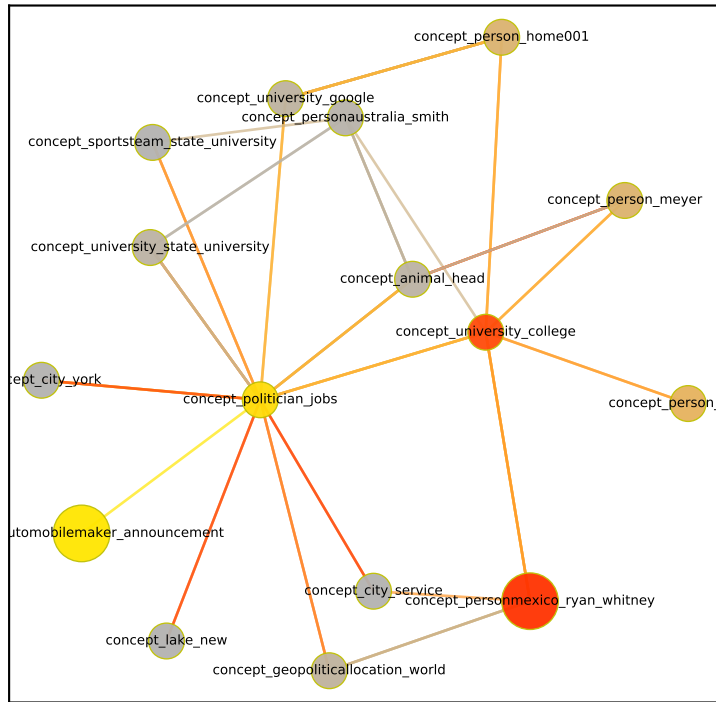 concept_person_home001
concept_university_google
concept_personaustralia_smith
concept_sportsteam_state_university
concept_person_meyer
concept_university_state_university
concept_animal_head
concept_university_college
cept_city_york
concept_politician_jobs
concept_person_
utomobilemaker_announcement
concept_city_service
concept_personmexico_ryan_whitney
concept_lake_new
concept_geopoliticallocation_world